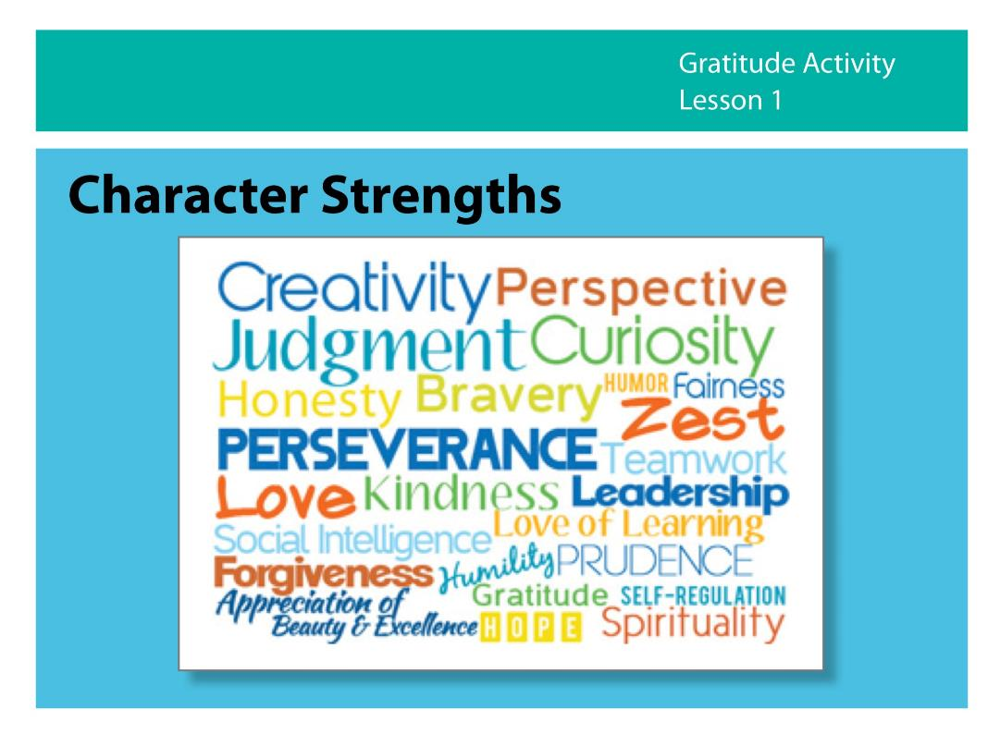 Gratitude Activity
Lesson 1
Character Strengths
Creativity Perspective
Judgment Curiosity
Honesty Bravery HUMOR Fairness
Zest
PERSEVERANCE Teamwork
Love Kindness Leadership
Social Intelligence Love of Learning
Forgiveness Humility PRUDENCE
Gratitude SELF-REGULATION
Appreciation of
Beauty & Excellence HOPE Spirituality